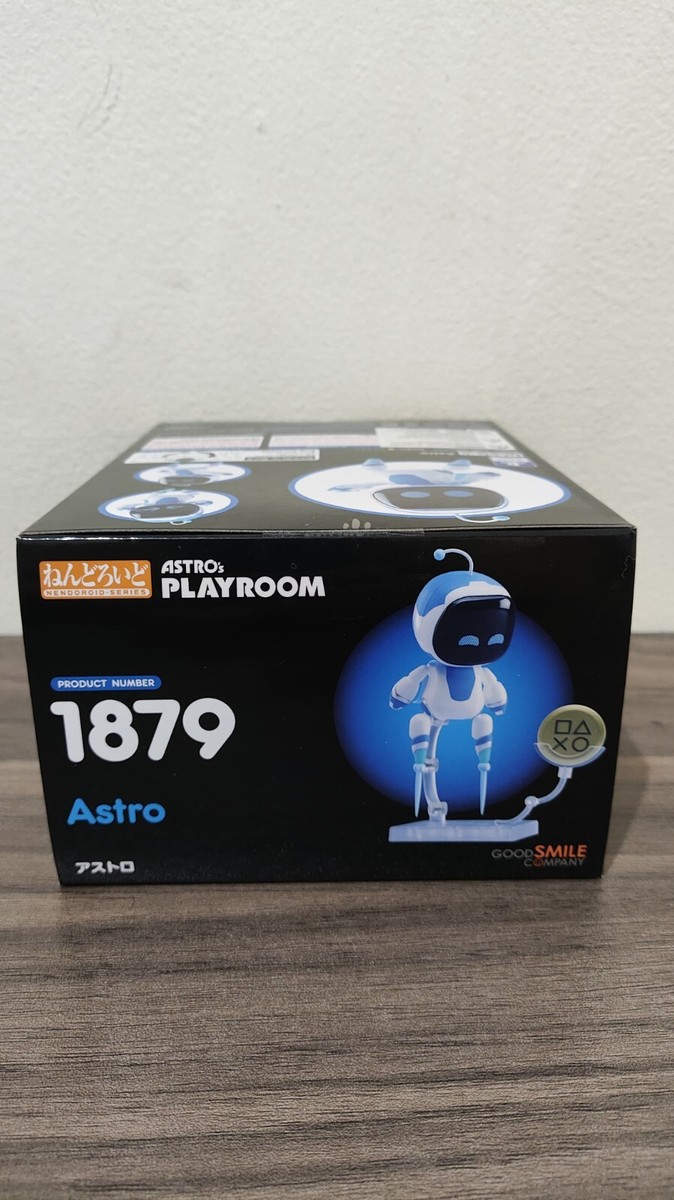 ねんどろいど
NENDOROID-SERIES
ASTRO's
PLAYROOM
PRODUCT NUMBER
1879
Astro
アストロ
GOOD SMILE
COMPANY